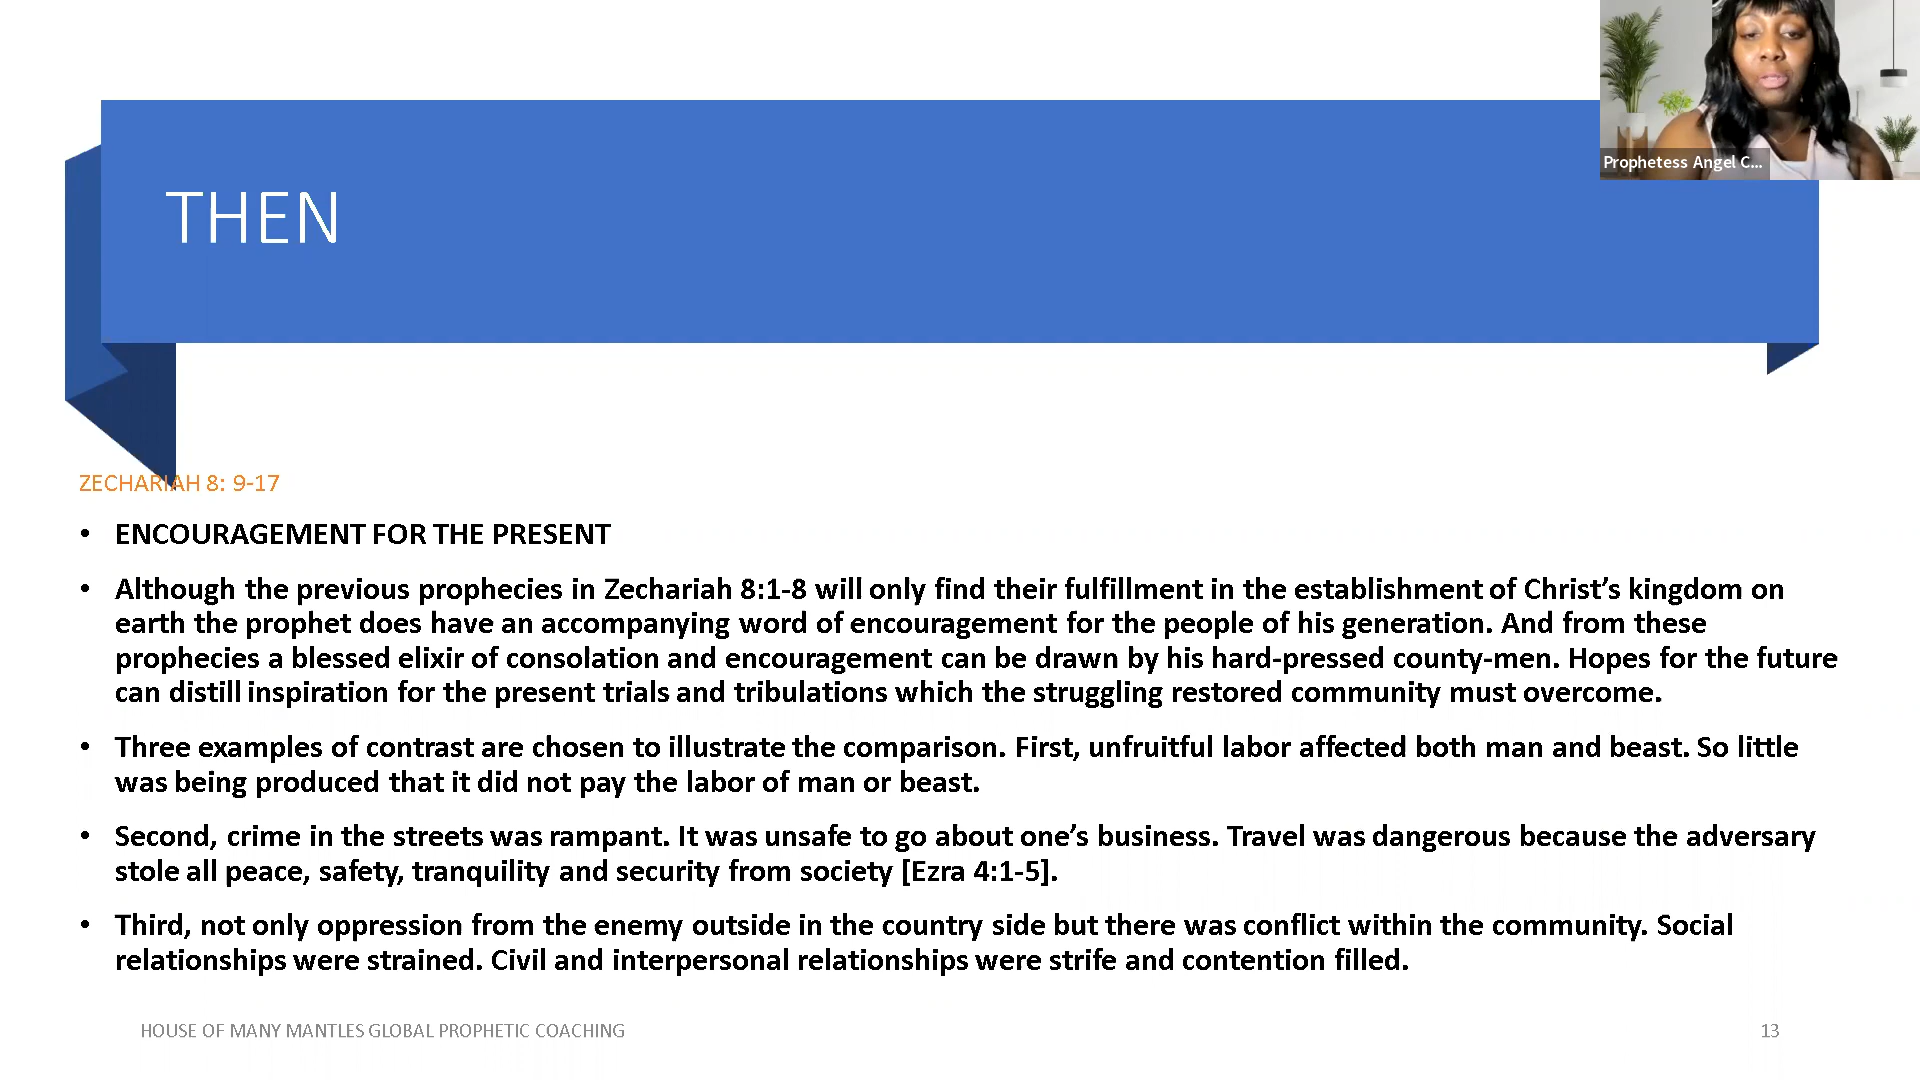 Prophetess Angel C...
THEN
ZECHARIAH 8: 9-17
• ENCOURAGEMENT FOR THE PRESENT
• Although the previous prophecies in Zechariah 8:1-8 will only find their fulfillment in the establishment of Christ’s kingdom on
earth the prophet does have an accompanying word of encouragement for the people of his generation. And from these
prophecies a blessed elixir of consolation and encouragement can be drawn by his hard-pressed county-men. Hopes for the future
can distill inspiration for the present trials and tribulations which the struggling restored community must overcome.
• Three examples of contrast are chosen to illustrate the comparison. First, unfruitful labor affected both man and beast. So little
was being produced that it did not pay the labor of man or beast.
• Second, crime in the streets was rampant. It was unsafe to go about one’s business. Travel was dangerous because the adversary
stole all peace, safety, tranquility and security from society [Ezra 4:1-5].
• Third, not only oppression from the enemy outside in the country side but there was conflict within the community. Social
relationships were strained. Civil and interpersonal relationships were strife and contention filled.
HOUSE OF MANY MANTLES GLOBAL PROPHETIC COACHING
13